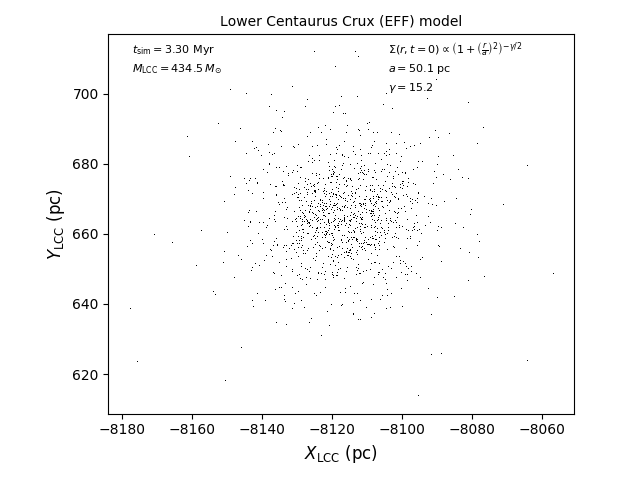 Lower Centaurus Crux (EFF) model
t_sim = 3.30 Myr
M_LCC = 434.5 M_⊙
Σ(r, t = 0) ∝ (1 + (r/a)^2)^{−γ/2}
a = 50.1 pc
γ = 15.2
Y_LCC (pc)
700
680
660
640
620
−8180 −8160 −8140 −8120 −8100 −8080 −8060
X_LCC (pc)